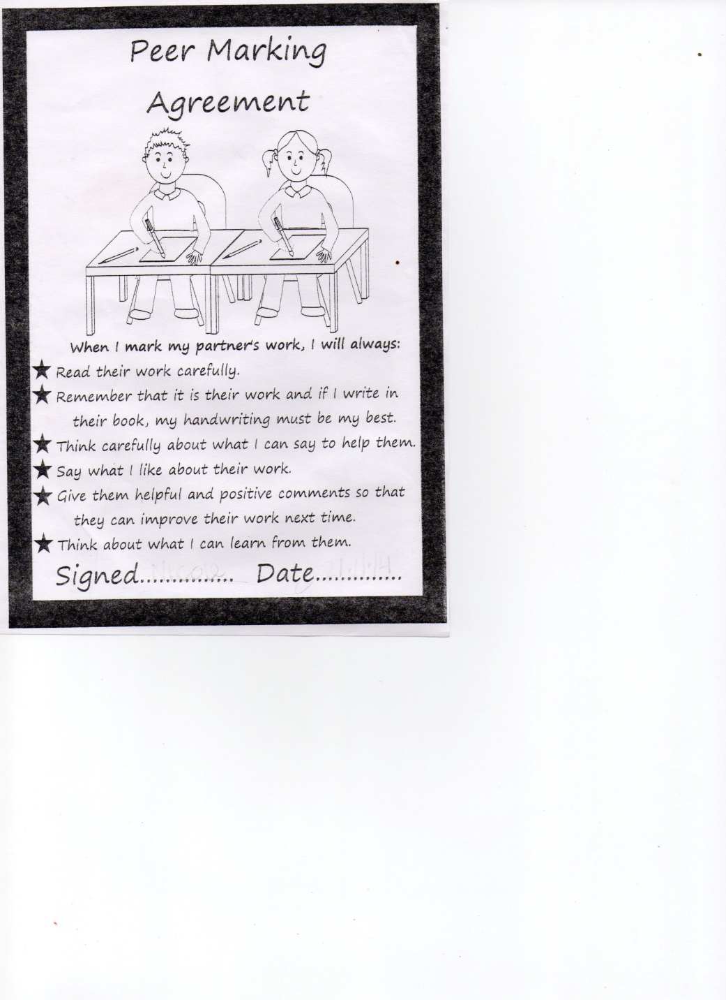 Peer Marking
Agreement
When I mark my partner's work, I will always:
★ Read their work carefully.
★ Remember that it is their work and if I write in
their book, my handwriting must be my best.
★ Think carefully about what I can say to help them.
★ Say what I like about their work.
★ Give them helpful and positive comments so that
they can improve their work next time.
★ Think about what I can learn from them.
Signed.............. Nicole Date.............